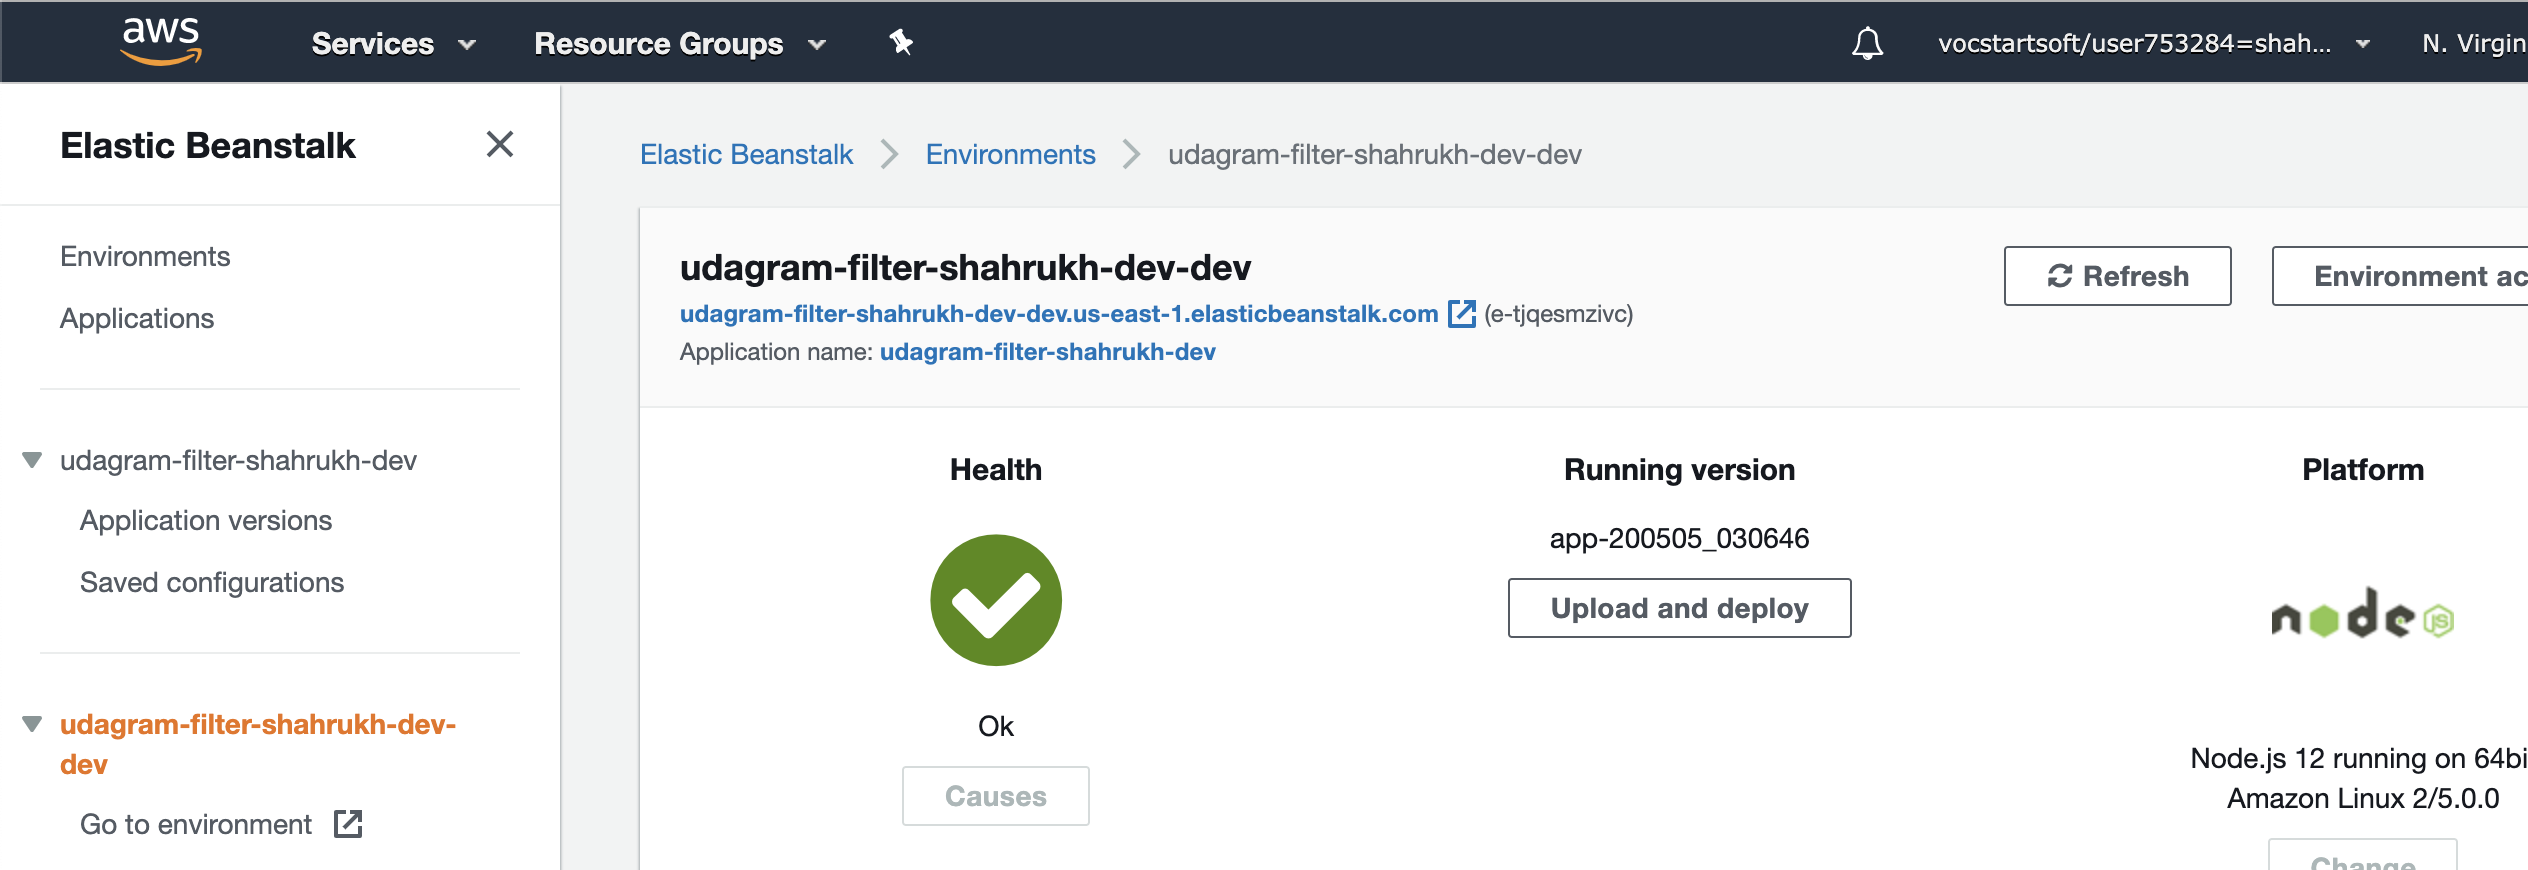 aws
Services
Resource Groups
vocstartsoft/user753284=shah...
N. Virgin
Elastic Beanstalk
Environments
Applications
udagram-filter-shahrukh-dev
Application versions
Saved configurations
udagram-filter-shahrukh-dev-
dev
Go to environment
Elastic Beanstalk
Environments
udagram-filter-shahrukh-dev-dev
udagram-filter-shahrukh-dev-dev
udagram-filter-shahrukh-dev-dev.us-east-1.elasticbeanstalk.com (e-tjqesmzivc)
Application name: udagram-filter-shahrukh-dev
Refresh
Environment ac
Health
Ok
Causes
Running version
app-200505_030646
Upload and deploy
Platform
node JS
Node.js 12 running on 64bi
Amazon Linux 2/5.0.0
Change